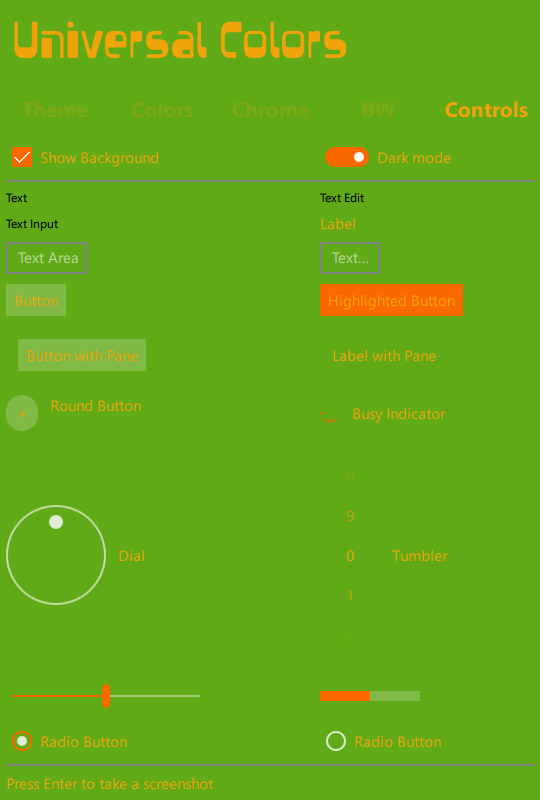 Universal Colors
Theme Colors Chrome BW Controls
Show Background Dark mode
Text Text Edit
Text Input Label
Text Area Text...
Button Highlighted Button
Button with Pane Label with Pane
+ Round Button Busy Indicator
8
9
Dial 0 Tumbler
1
2
Radio Button Radio Button
Press Enter to take a screenshot